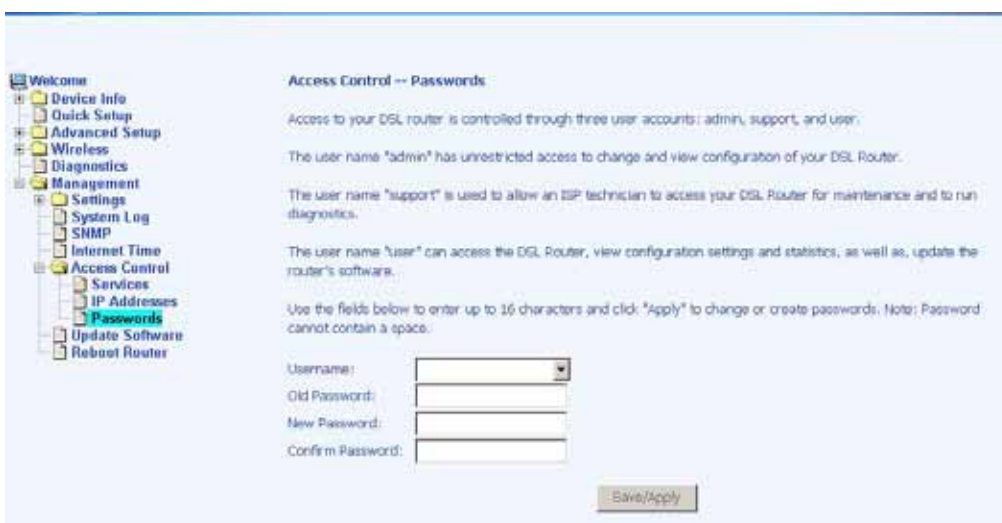 Welcome
Device Info
Quick Setup
Advanced Setup
Wireless
Diagnostics
Management
Settings
System Log
SNMP
Internet Time
Access Control
Services
IP Addresses
Passwords
Update Software
Reboot Router
Access Control -- Passwords
Access to your DSL router is controlled through three user accounts: admin, support, and user.
The user name "admin" has unrestricted access to change and view configuration of your DSL Router.
The user name "support" is used to allow an ISP technician to access your DSL Router for maintenance and to run
diagnostics.
The user name "user" can access the DSL Router, view configuration settings and statistics, as well as, update the
router's software.
Use the fields below to enter up to 16 characters and click "Apply" to change or create passwords. Note: Password
cannot contain a space.
Username:
Old Password:
New Password:
Confirm Password:
Save/Apply